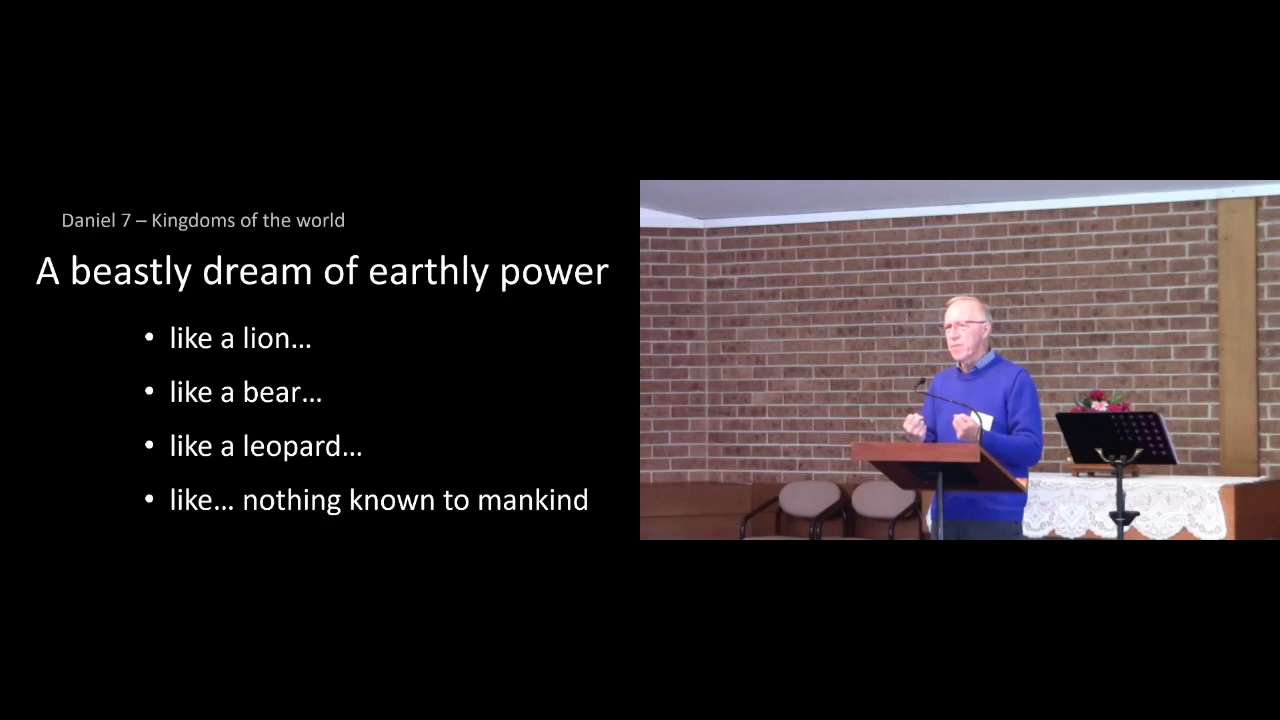 Daniel 7 – Kingdoms of the world
A beastly dream of earthly power
• like a lion…
• like a bear…
• like a leopard…
• like… nothing known to mankind